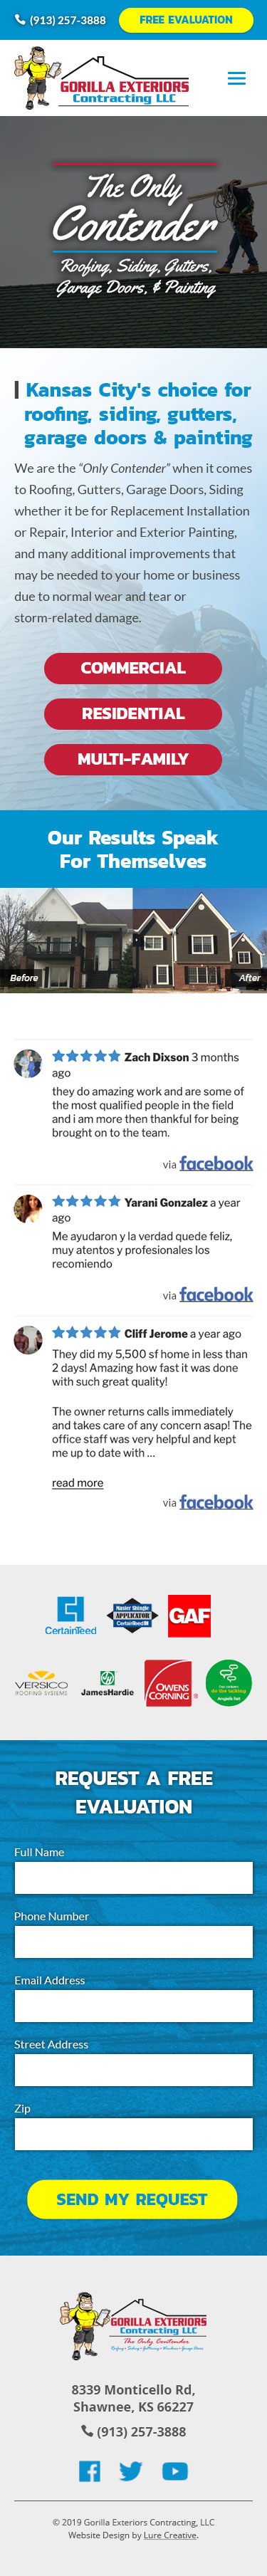 (913) 257-3888
FREE EVALUATION
GORILLA EXTERIORS
Contracting LLC
The Only
Contender
Roofing, Siding, Gutters,
Garage Doors, & Painting
Kansas City's choice for
roofing, siding, gutters,
garage doors & painting
We are the “Only Contender” when it comes
to Roofing, Gutters, Garage Doors, Siding
whether it be for Replacement Installation
or Repair, Interior and Exterior Painting,
and many additional improvements that
may be needed to your home or business
due to normal wear and tear or
storm-related damage.
COMMERCIAL
RESIDENTIAL
MULTI-FAMILY
Our Results Speak
For Themselves
Before
After
Zach Dixson 3 months
ago
they do amazing work and are some of
the most qualified people in the field
and i am more then thankful for being
brought on to the team.
via facebook
Yarani Gonzalez a year
ago
Me ayudaron y la verdad quede feliz,
muy atentos y profesionales los
recomiendo
via facebook
Cliff Jerome a year ago
They did my 5,500 sf home in less than
2 days! Amazing how fast it was done
with such great quality!
The owner returns calls immediately
and takes care of any concern asap! The
office staff was very helpful and kept
me up to date with ...
read more
via facebook
CertainTeed
Master Shingle
APPLICATOR
CertainTeed
GAF
VERSICO
ROOFING SYSTEMS
JH
JamesHardie
OWENS
CORNING
do the talking
Angie's list
REQUEST A FREE
EVALUATION
Full Name
Phone Number
Email Address
Street Address
Zip
SEND MY REQUEST
GORILLA EXTERIORS
Contracting LLC
The Only Contender
8339 Monticello Rd,
Shawnee, KS 66227
(913) 257-3888
© 2019 Gorilla Exteriors Contracting, LLC
Website Design by Lure Creative.